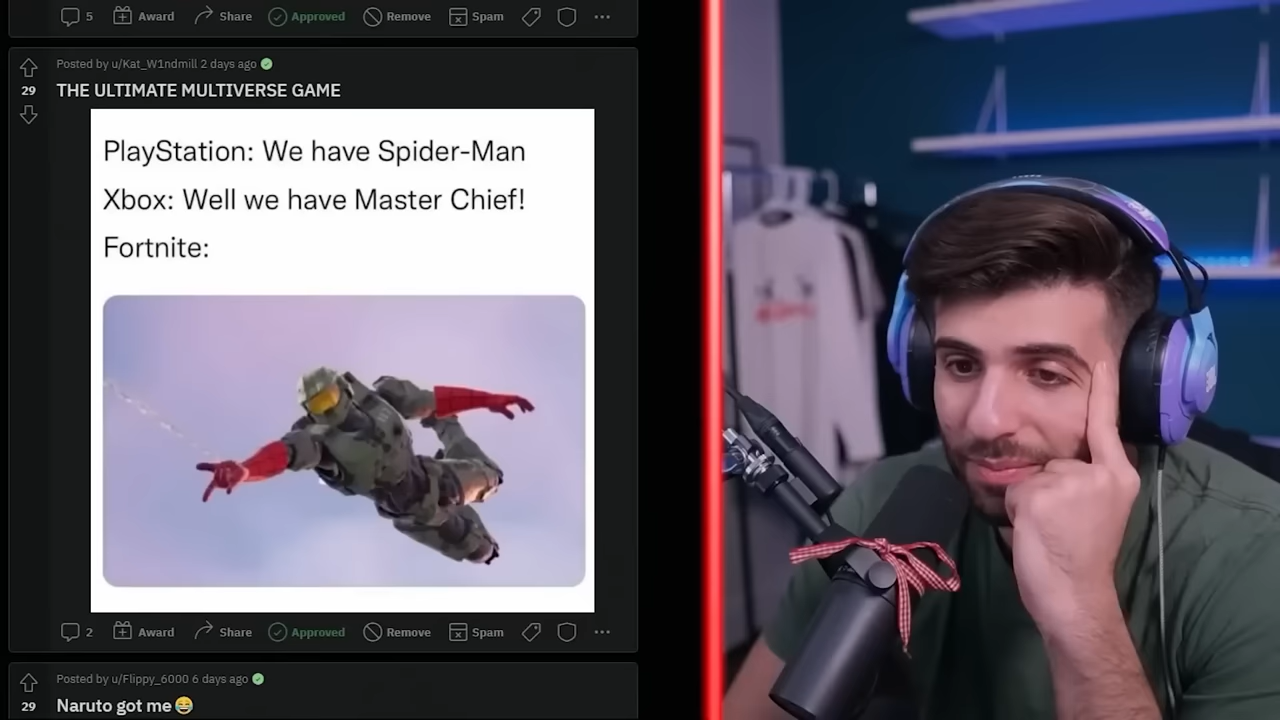 5 Award Share Approved Remove Spam
Posted by u/Kat_W1ndmill 2 days ago
29
THE ULTIMATE MULTIVERSE GAME
PlayStation: We have Spider-Man
Xbox: Well we have Master Chief!
Fortnite:
2 Award Share Approved Remove Spam
Posted by u/Flippy_6000 6 days ago
29
Naruto got me